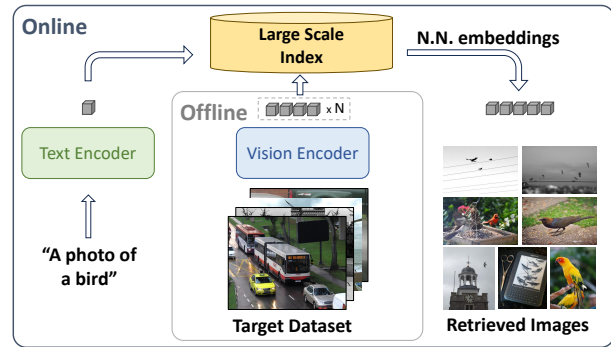 Online
Large Scale
Index
N.N. embeddings
Offline
x N
Text Encoder
Vision Encoder
"A photo of
a bird"
Target Dataset
Retrieved Images